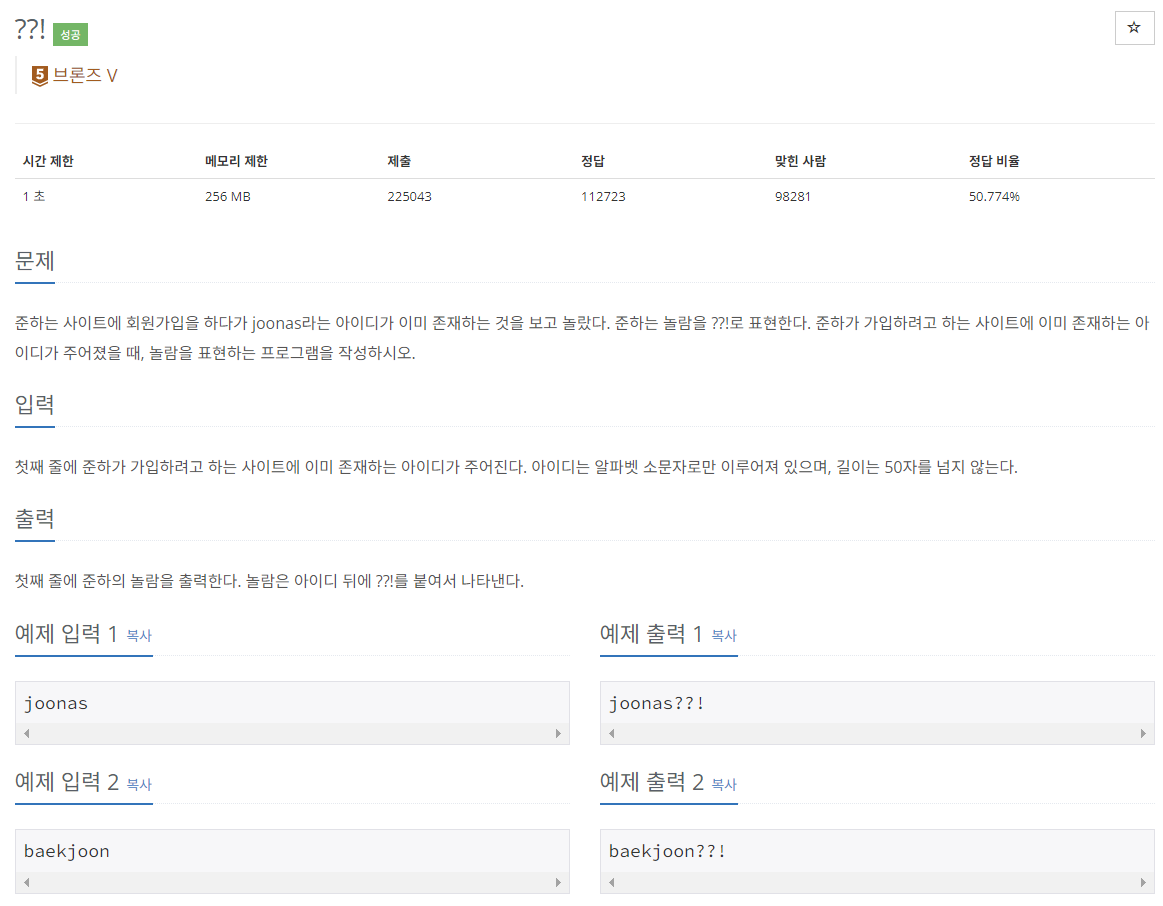 ??! 성공
☆
5 브론즈 V
시간 제한 메모리 제한 제출 정답 맞힌 사람 정답 비율
1 초 256 MB 225043 112723 98281 50.774%
문제
준하는 사이트에 회원가입을 하다가 joonas라는 아이디가 이미 존재하는 것을 보고 놀랐다. 준하는 놀람을 ??!로 표현한다. 준하가 가입하려고 하는 사이트에 이미 존재하는 아
이디가 주어졌을 때, 놀람을 표현하는 프로그램을 작성하시오.
입력
첫째 줄에 준하가 가입하려고 하는 사이트에 이미 존재하는 아이디가 주어진다. 아이디는 알파벳 소문자로만 이루어져 있으며, 길이는 50자를 넘지 않는다.
출력
첫째 줄에 준하의 놀람을 출력한다. 놀람은 아이디 뒤에 ??!를 붙여서 나타낸다.
예제 입력 1 복사
joonas
예제 출력 1 복사
joonas??!
예제 입력 2 복사
baekjoon
예제 출력 2 복사
baekjoon??!